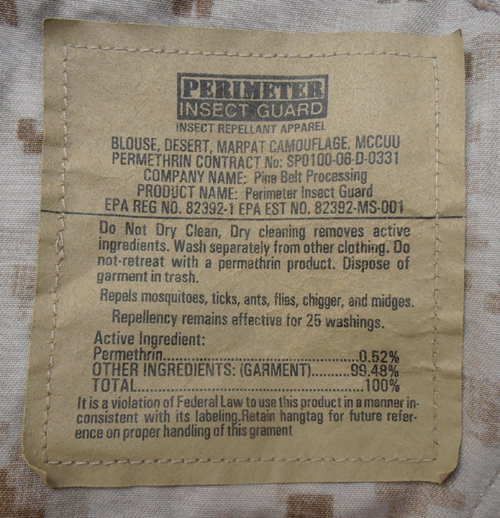 PERIMETER
INSECT GUARD
INSECT REPELLANT APPAREL
BLOUSE, DESERT, MARPAT CAMOUFLAGE, MCCUU
PERMETHRIN CONTRACT No: SP0100-06-D-0331
COMPANY NAME: Pine Belt Processing
PRODUCT NAME: Perimeter Insect Guard
EPA REG NO. 82392-1 EPA EST NO. 82392-MS-001
Do Not Dry Clean, Dry cleaning removes active
ingredients. Wash separately from other clothing. Do
not-retreat with a permethrin product. Dispose of
garment in trash.
Repels mosquitoes, ticks, ants, flies, chigger, and midges.
Repellency remains effective for 25 washings.
Active Ingredient:
Permethrin..................................................0.52%
OTHER INGREDIENTS: (GARMENT)..........99.48%
TOTAL..........................................................100%
It is a violation of Federal Law to use this product in a manner in-
consistent with its labeling.Retain hangtag for future refer-
ence on proper handling of this grament